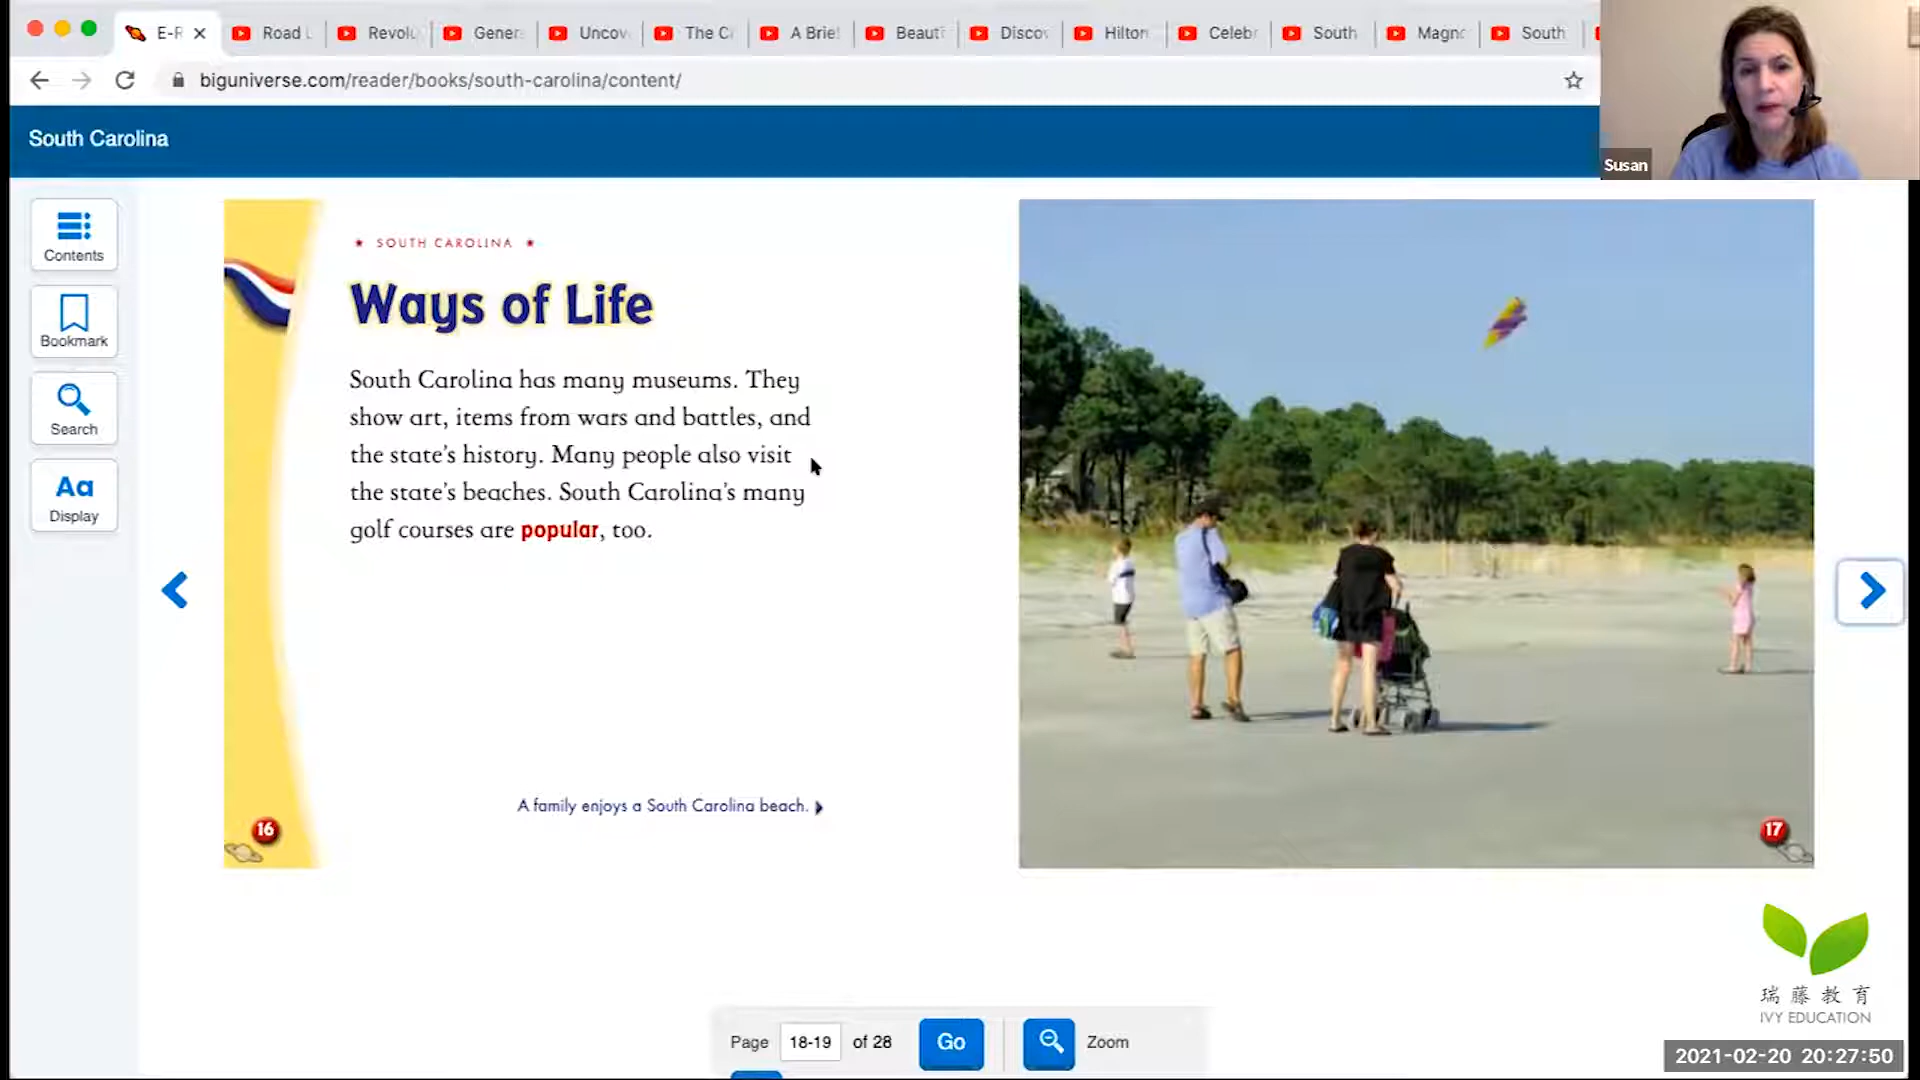 E-R
Road
Revolu
Gener
Uncov
The C
A Brie
Beauti
Discov
Hilton
Celebr
South
Magno
South
biguniverse.com/reader/books/south-carolina/content/
Susan
South Carolina
Contents
Bookmark
Search
Aa
Display
★ SOUTH CAROLINA ★
Ways of Life
South Carolina has many museums. They
show art, items from wars and battles, and
the state's history. Many people also visit
the state's beaches. South Carolina's many
golf courses are popular, too.
A family enjoys a South Carolina beach.
16
17
瑞藤教育
IVY EDUCATION
Page 18-19 of 28 Go Zoom
2021-02-20 20:27:50